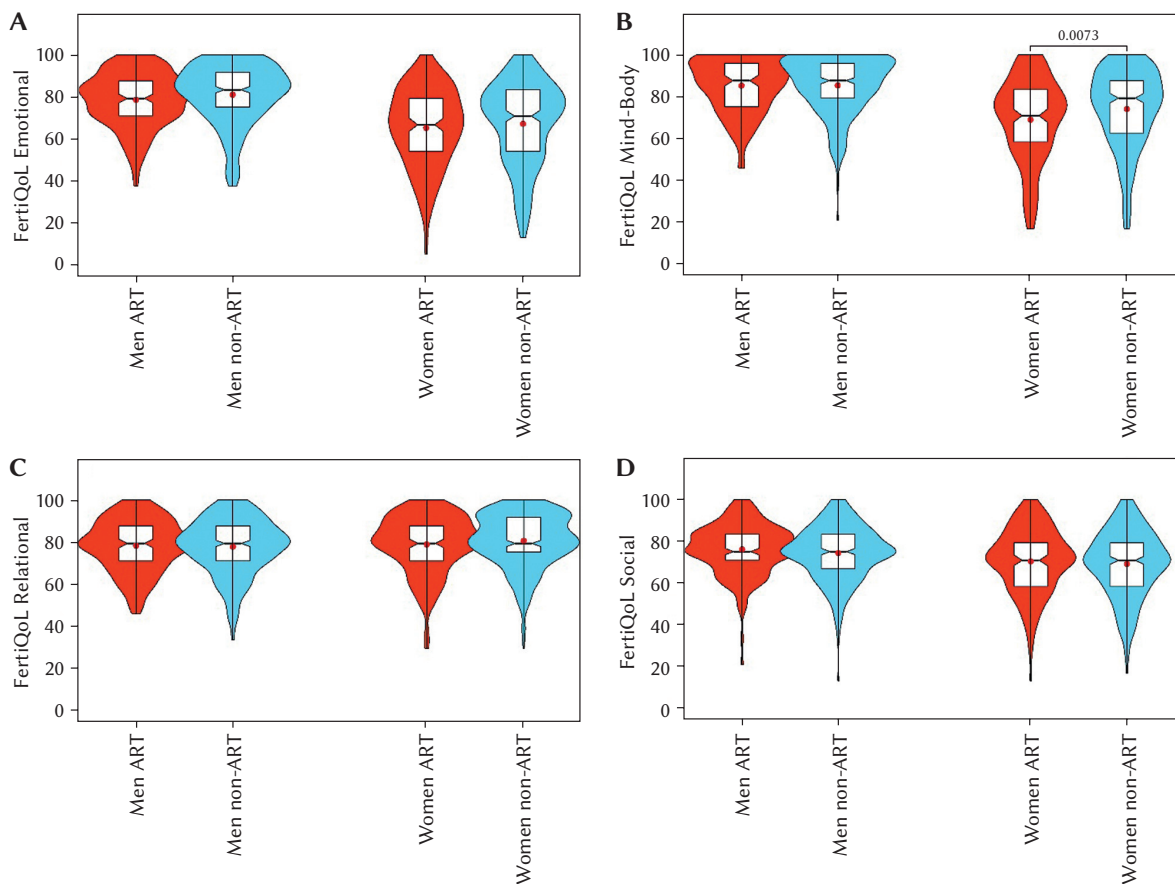 A
FertiQoL Emotional
100
80
60
40
20
0
Men ART
Men non-ART
Women ART
Women non-ART
B
FertiQoL Mind-Body
100
80
60
40
20
0
0.0073
Men ART
Men non-ART
Women ART
Women non-ART
C
FertiQoL Relational
100
80
60
40
20
0
Men ART
Men non-ART
Women ART
Women non-ART
D
FertiQoL Social
100
80
60
40
20
0
Men ART
Men non-ART
Women ART
Women non-ART